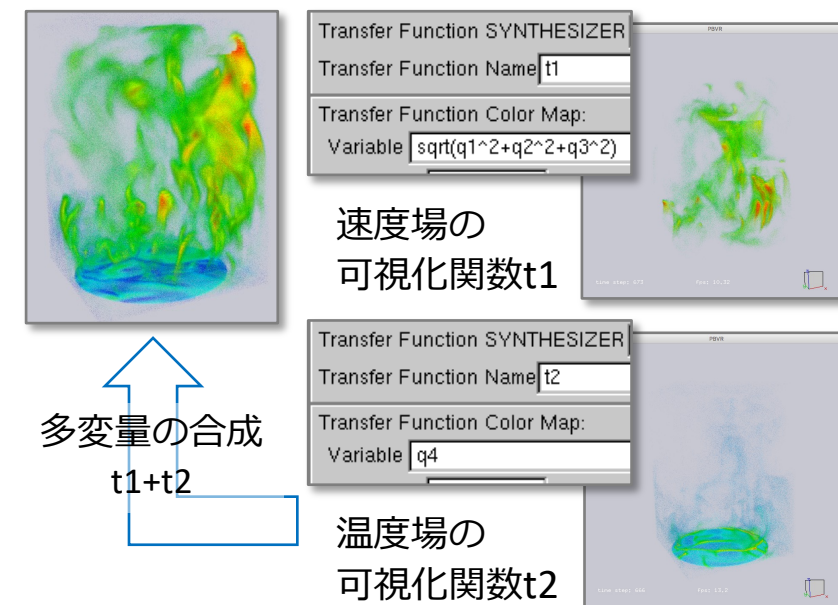 Transfer Function SYNTHESIZER
Transfer Function Name t1
Transfer Function Color Map:
Variable sqrt(q1^2+q2^2+q3^2)
PBVR
速度場の
可視化関数t1
Transfer Function SYNTHESIZER
Transfer Function Name t2
Transfer Function Color Map:
Variable q4
PBVR
多変量の合成
t1+t2
温度場の
可視化関数t2